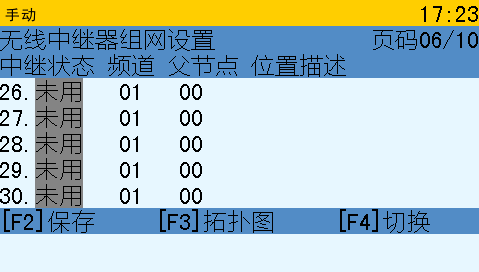 手动 17:23
无线中继器组网设置 页码06/10
中继状态 频道 父节点 位置描述
26.未用 01 00
27.未用 01 00
28.未用 01 00
29.未用 01 00
30.未用 01 00
[F2]保存 [F3]拓扑图 [F4]切换